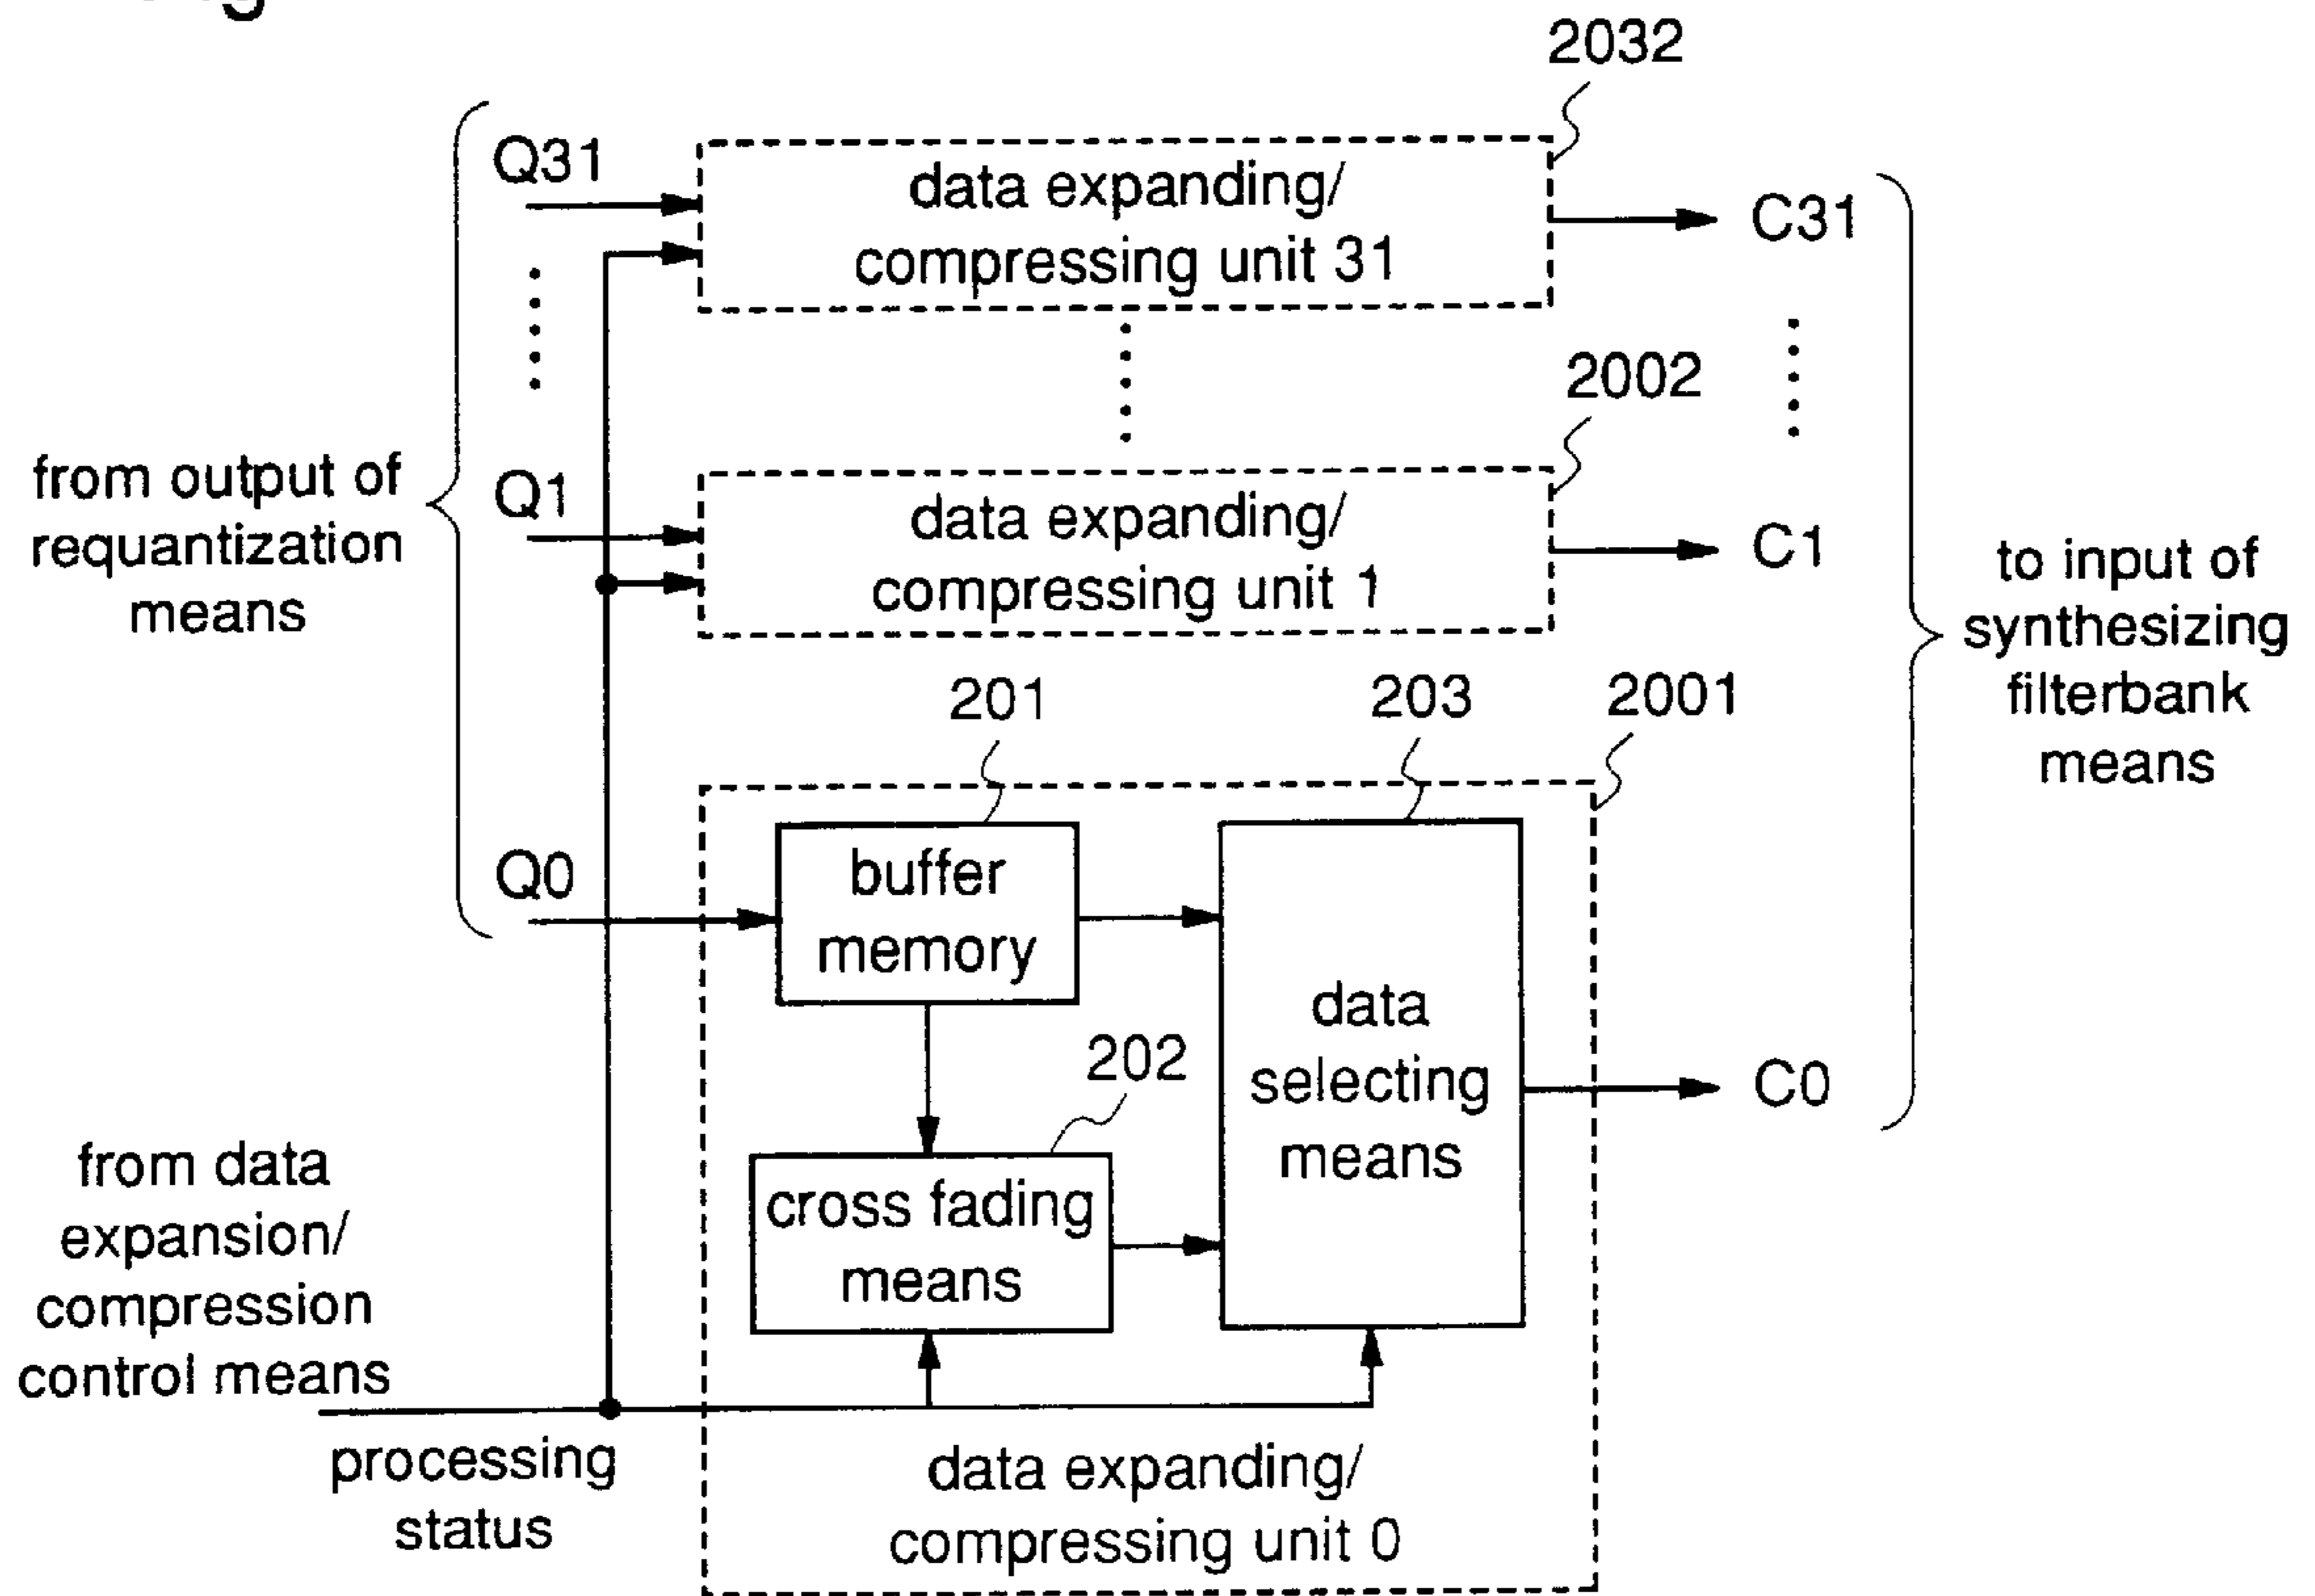 2032
Q31
data expanding/
compressing unit 31
C31
2002
from output of
requantization
means
Q1
data expanding/
compressing unit 1
C1
to input of
synthesizing
filterbank
means
201
203
2001
Q0
buffer
memory
data
selecting
means
202
C0
cross fading
means
from data
expansion/
compression
control means
processing
status
data expanding/
compressing unit 0